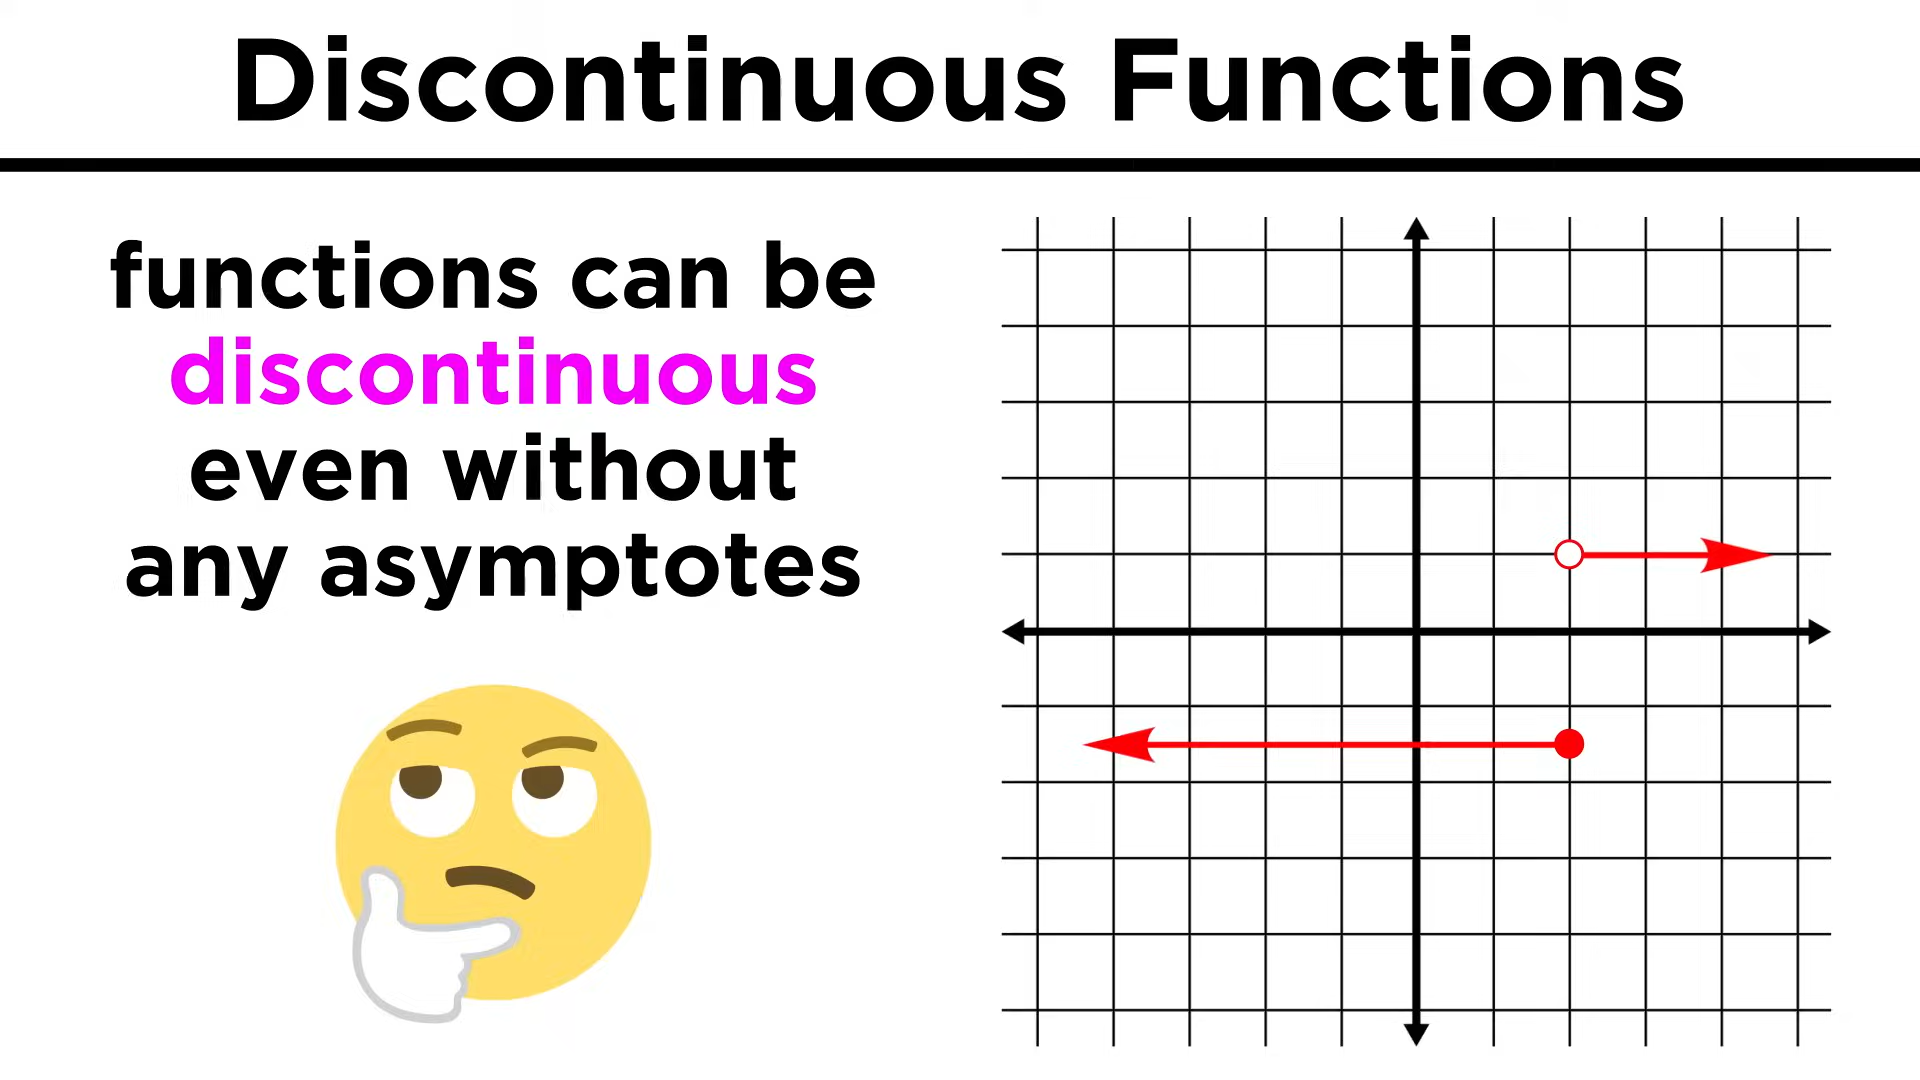 Discontinuous Functions
functions can be
discontinuous
even without
any asymptotes